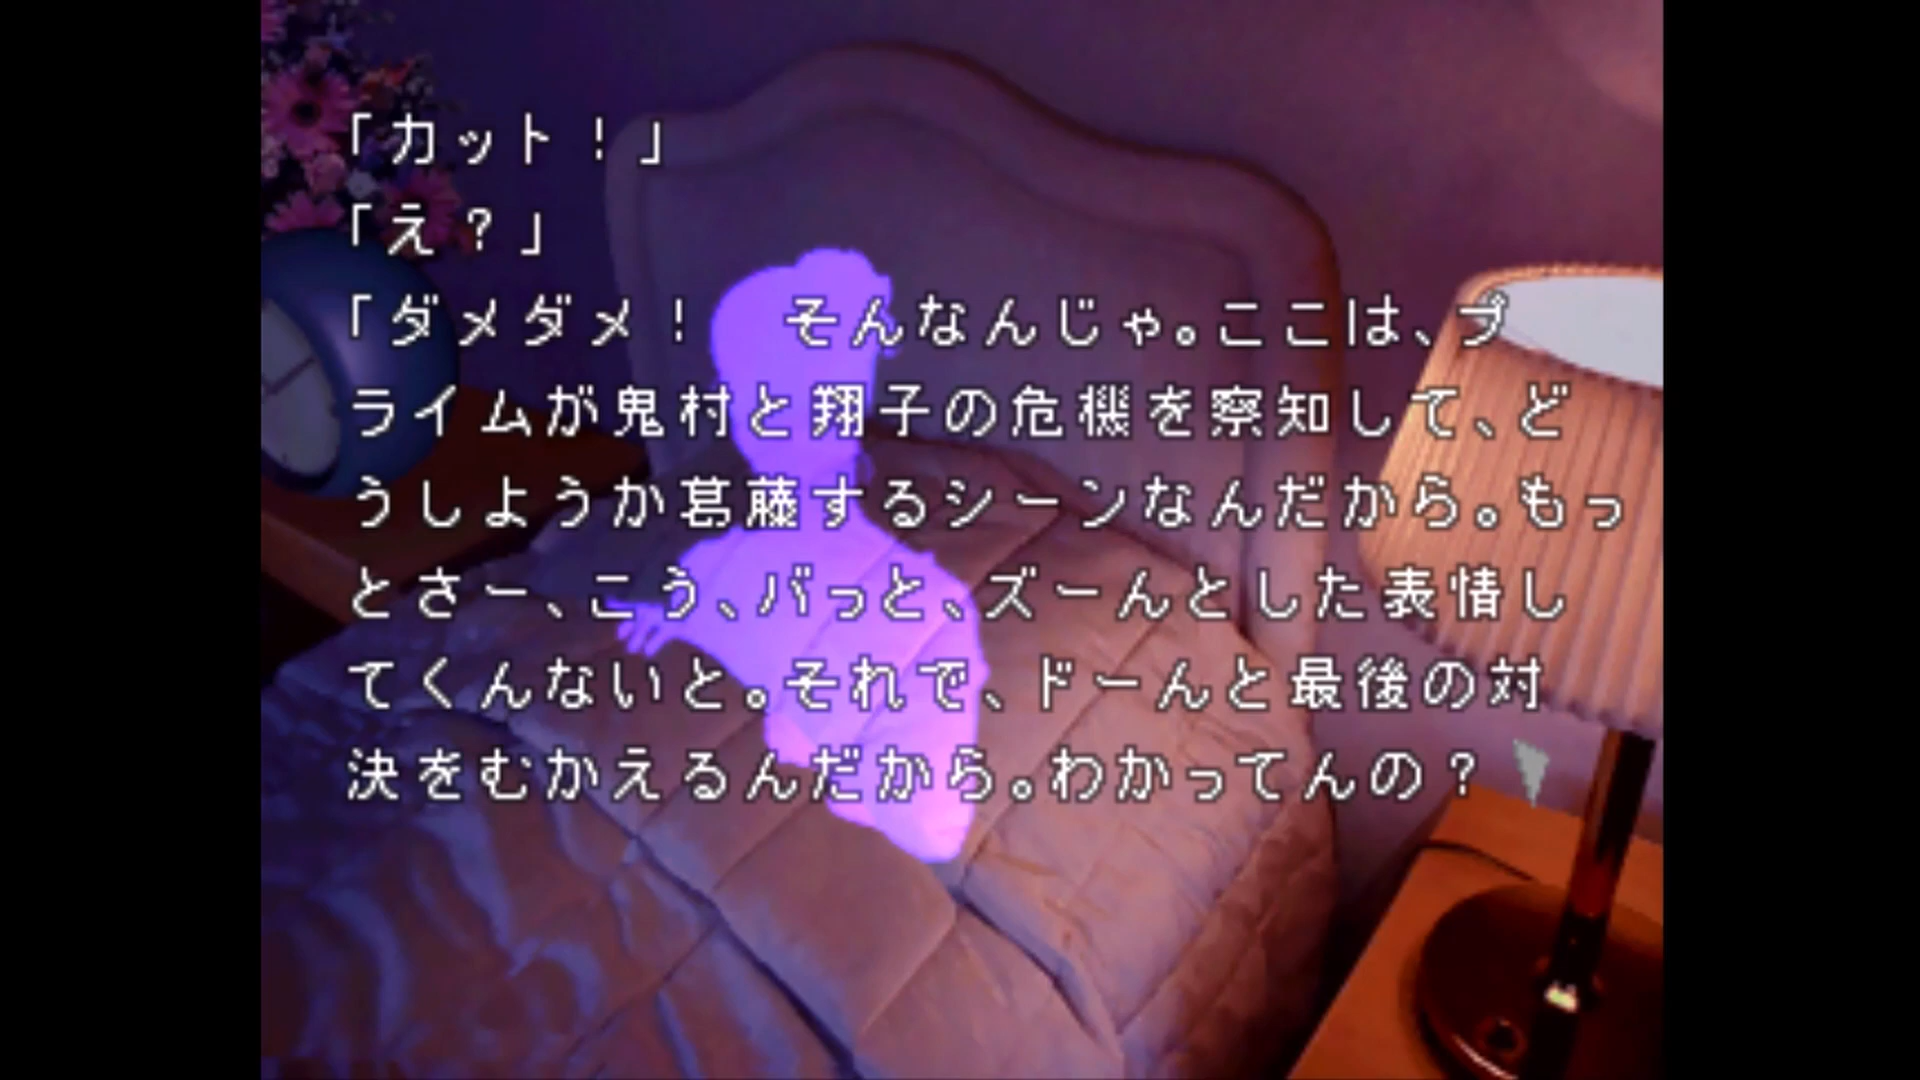 「カット！」
「え？」
「ダメダメ！　そんなんじゃ。ここは、プ
ライムが鬼村と翔子の危機を察知して、ど
うしようか葛藤するシーンなんだから。もっ
とさー、こう、バっと、ズーんとした表情し
てくんないと。それで、ドーんと最後の対
決をむかえるんだから。わかってんの？